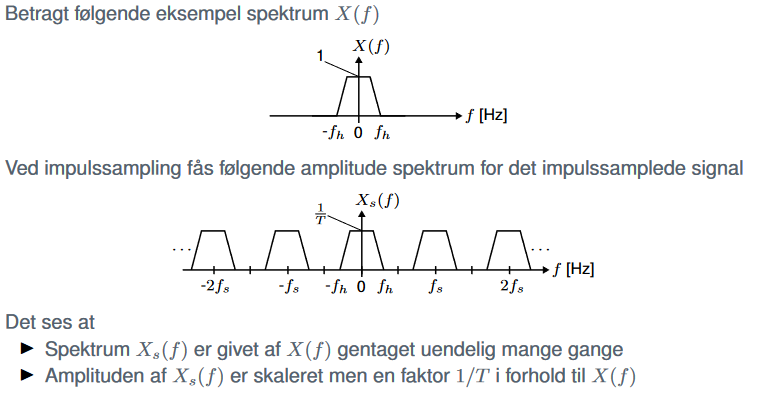 Betragt følgende eksempel spektrum X(f)
X(f)
1
f [Hz]
-f_h 0 f_h
Ved impulssampling fås følgende amplitude spektrum for det impulssamplede signal
X_s(f)
1/T
... ...
f [Hz]
-2f_s -f_s -f_h 0 f_h f_s 2f_s
Det ses at
▶ Spektrum X_s(f) er givet af X(f) gentaget uendelig mange gange
▶ Amplituden af X_s(f) er skaleret men en faktor 1/T i forhold til X(f)